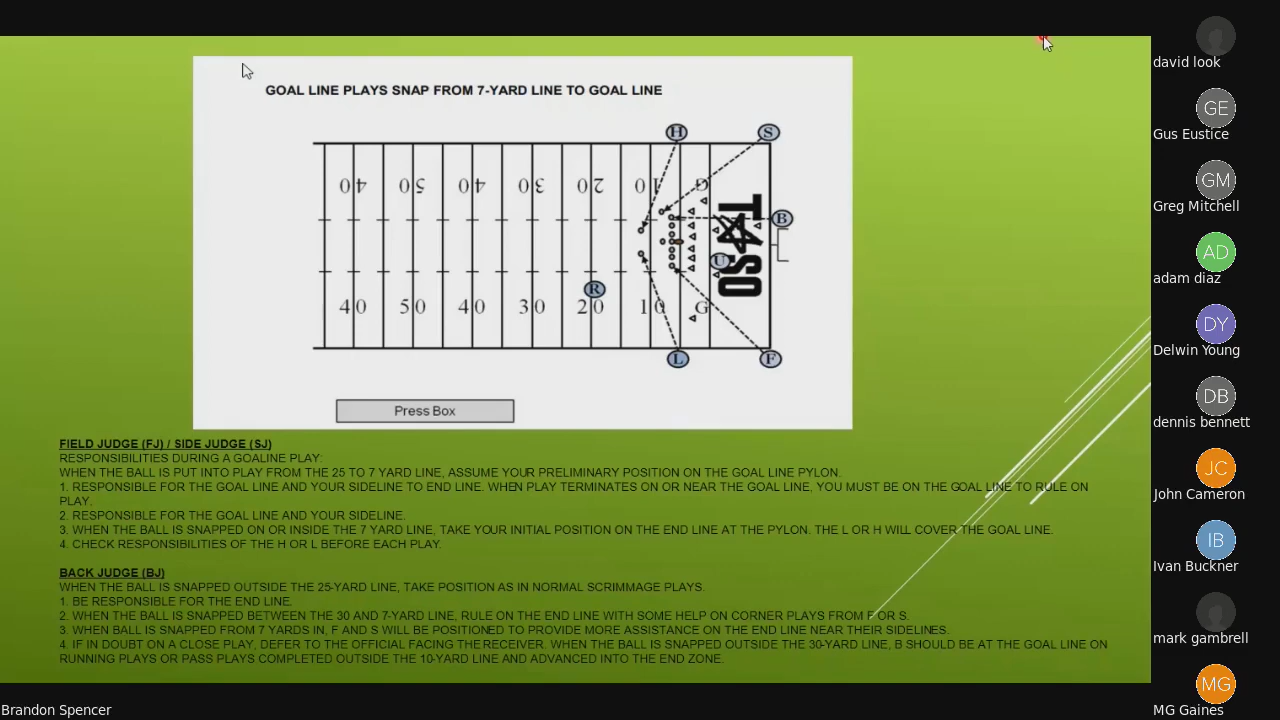 GOAL LINE PLAYS SNAP FROM 7-YARD LINE TO GOAL LINE
H S
40 50 40 30 20 10 G
B
TASO
U
R
40 50 40 30 20 10 G
L F
Press Box
FIELD JUDGE (FJ) / SIDE JUDGE (SJ)
RESPONSIBILITIES DURING A GOALINE PLAY:
WHEN THE BALL IS PUT INTO PLAY FROM THE 25 TO 7 YARD LINE, ASSUME YOUR PRELIMINARY POSITION ON THE GOAL LINE PYLON.
1. RESPONSIBLE FOR THE GOAL LINE AND YOUR SIDELINE TO END LINE. WHEN PLAY TERMINATES ON OR NEAR THE GOAL LINE, YOU MUST BE ON THE GOAL LINE TO RULE ON
PLAY.
2. RESPONSIBLE FOR THE GOAL LINE AND YOUR SIDELINE.
3. WHEN THE BALL IS SNAPPED ON OR INSIDE THE 7 YARD LINE, TAKE YOUR INITIAL POSITION ON THE END LINE AT THE PYLON. THE L OR H WILL COVER THE GOAL LINE.
4. CHECK RESPONSIBILITIES OF THE H OR L BEFORE EACH PLAY.
BACK JUDGE (BJ)
WHEN THE BALL IS SNAPPED OUTSIDE THE 25-YARD LINE, TAKE POSITION AS IN NORMAL SCRIMMAGE PLAYS.
1. BE RESPONSIBLE FOR THE END LINE.
2. WHEN THE BALL IS SNAPPED BETWEEN THE 30 AND 7-YARD LINE, RULE ON THE END LINE WITH SOME HELP ON CORNER PLAYS FROM F OR S.
3. WHEN BALL IS SNAPPED FROM 7 YARDS IN, F AND S WILL BE POSITIONED TO PROVIDE MORE ASSISTANCE ON THE END LINE NEAR THEIR SIDELINES.
4. IF IN DOUBT ON A CLOSE PLAY, DEFER TO THE OFFICIAL FACING THE RECEIVER. WHEN THE BALL IS SNAPPED OUTSIDE THE 30-YARD LINE, B SHOULD BE AT THE GOAL LINE ON
RUNNING PLAYS OR PASS PLAYS COMPLETED OUTSIDE THE 10-YARD LINE AND ADVANCED INTO THE END ZONE.
Brandon Spencer
david look
GE
Gus Eustice
GM
Greg Mitchell
AD
adam diaz
DY
Delwin Young
DB
dennis bennett
JC
John Cameron
IB
Ivan Buckner
mark gambrell
MG
MG Gaines